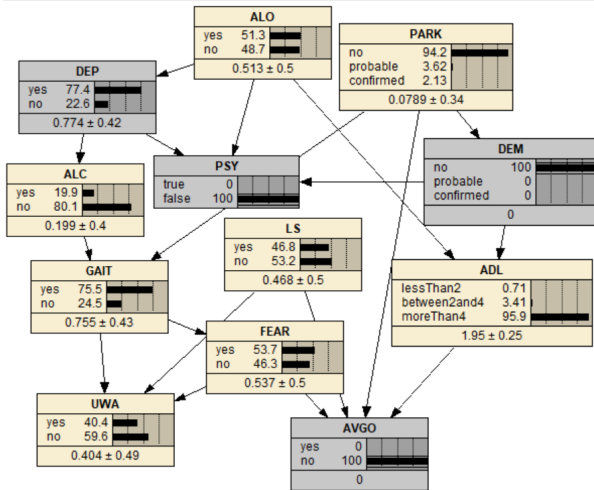 ALO
yes 51.3
no 48.7
0.513 ± 0.5
PARK
no 94.2
probable 3.62
confirmed 2.13
0.0789 ± 0.34
DEP
yes 77.4
no 22.6
0.774 ± 0.42
PSY
true 0
false 100
DEM
no 100
probable 0
confirmed 0
0
ALC
yes 19.9
no 80.1
0.199 ± 0.4
LS
yes 46.8
no 53.2
0.468 ± 0.5
GAIT
yes 75.5
no 24.5
0.755 ± 0.43
ADL
lessThan2 0.71
between2and4 3.41
moreThan4 95.9
1.95 ± 0.25
FEAR
yes 53.7
no 46.3
0.537 ± 0.5
UWA
yes 40.4
no 59.6
0.404 ± 0.49
AVGO
yes 0
no 100
0